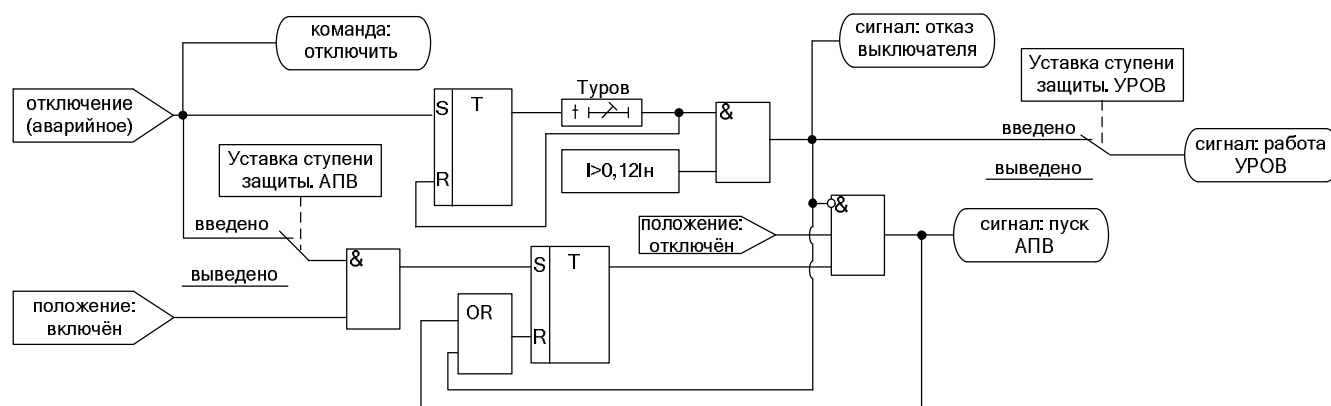 команда:
отключить
сигнал: отказ
выключателя
Уставка ступени
защиты. УРОВ
отключение
(аварийное)
S
T
R
Туров
&
I>0,12Iн
введено
выведено
сигнал: работа
УРОВ
Уставка ступени
защиты. АПВ
введено
выведено
положение:
включён
&
S
T
R
OR
положение:
отключён
&
сигнал: пуск
АПВ